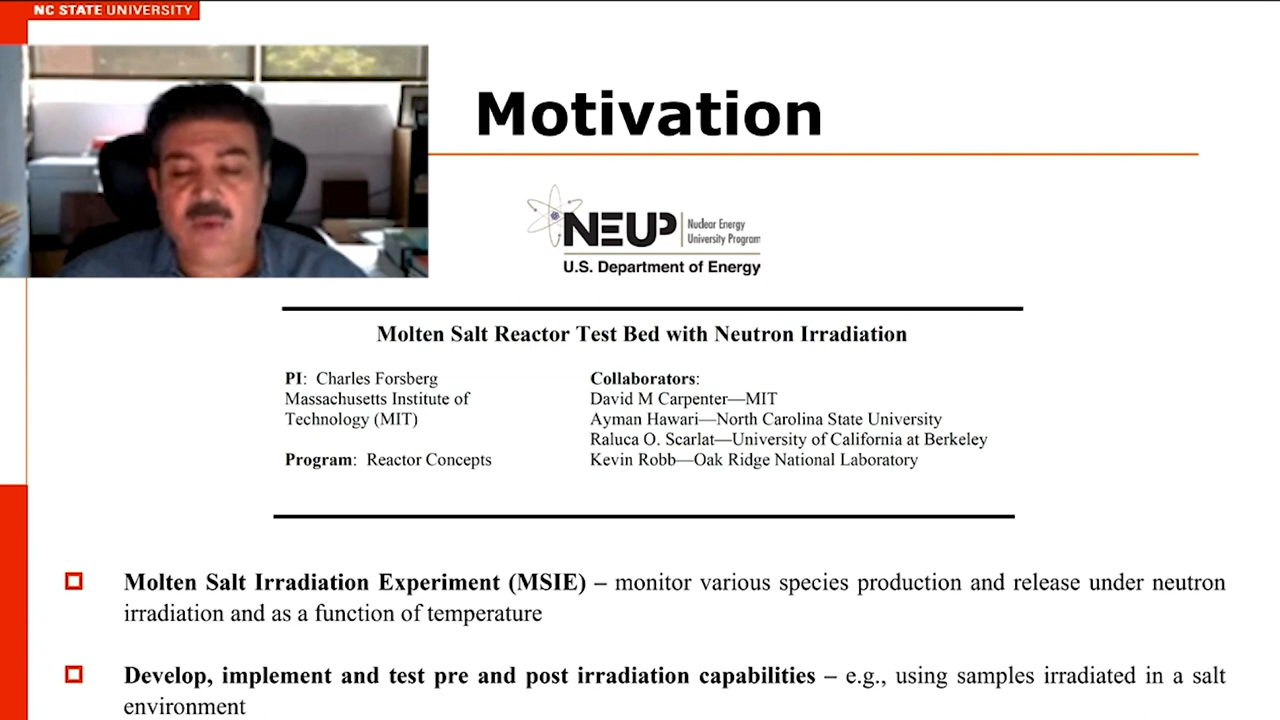 NC STATE UNIVERSITY
Motivation
NEUP Nuclear Energy
University Program
U.S. Department of Energy
Molten Salt Reactor Test Bed with Neutron Irradiation
PI: Charles Forsberg
Massachusetts Institute of
Technology (MIT)
Program: Reactor Concepts
Collaborators:
David M Carpenter—MIT
Ayman Hawari—North Carolina State University
Raluca O. Scarlat—University of California at Berkeley
Kevin Robb—Oak Ridge National Laboratory
Molten Salt Irradiation Experiment (MSIE) – monitor various species production and release under neutron
irradiation and as a function of temperature
Develop, implement and test pre and post irradiation capabilities – e.g., using samples irradiated in a salt
environment